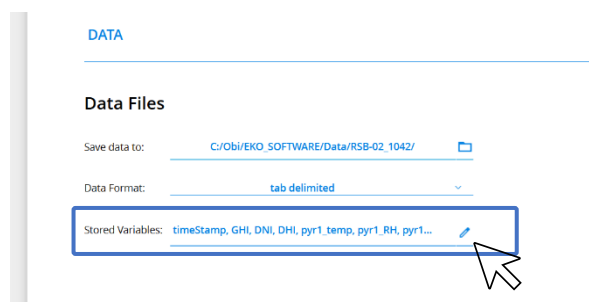 DATA
Data Files
Save data to: C:/Obi/EKO_SOFTWARE/Data/RSB-02_1042/
Data Format: tab delimited
Stored Variables: timeStamp, GHI, DNI, DHI, pyr1_temp, pyr1_RH, pyr1...